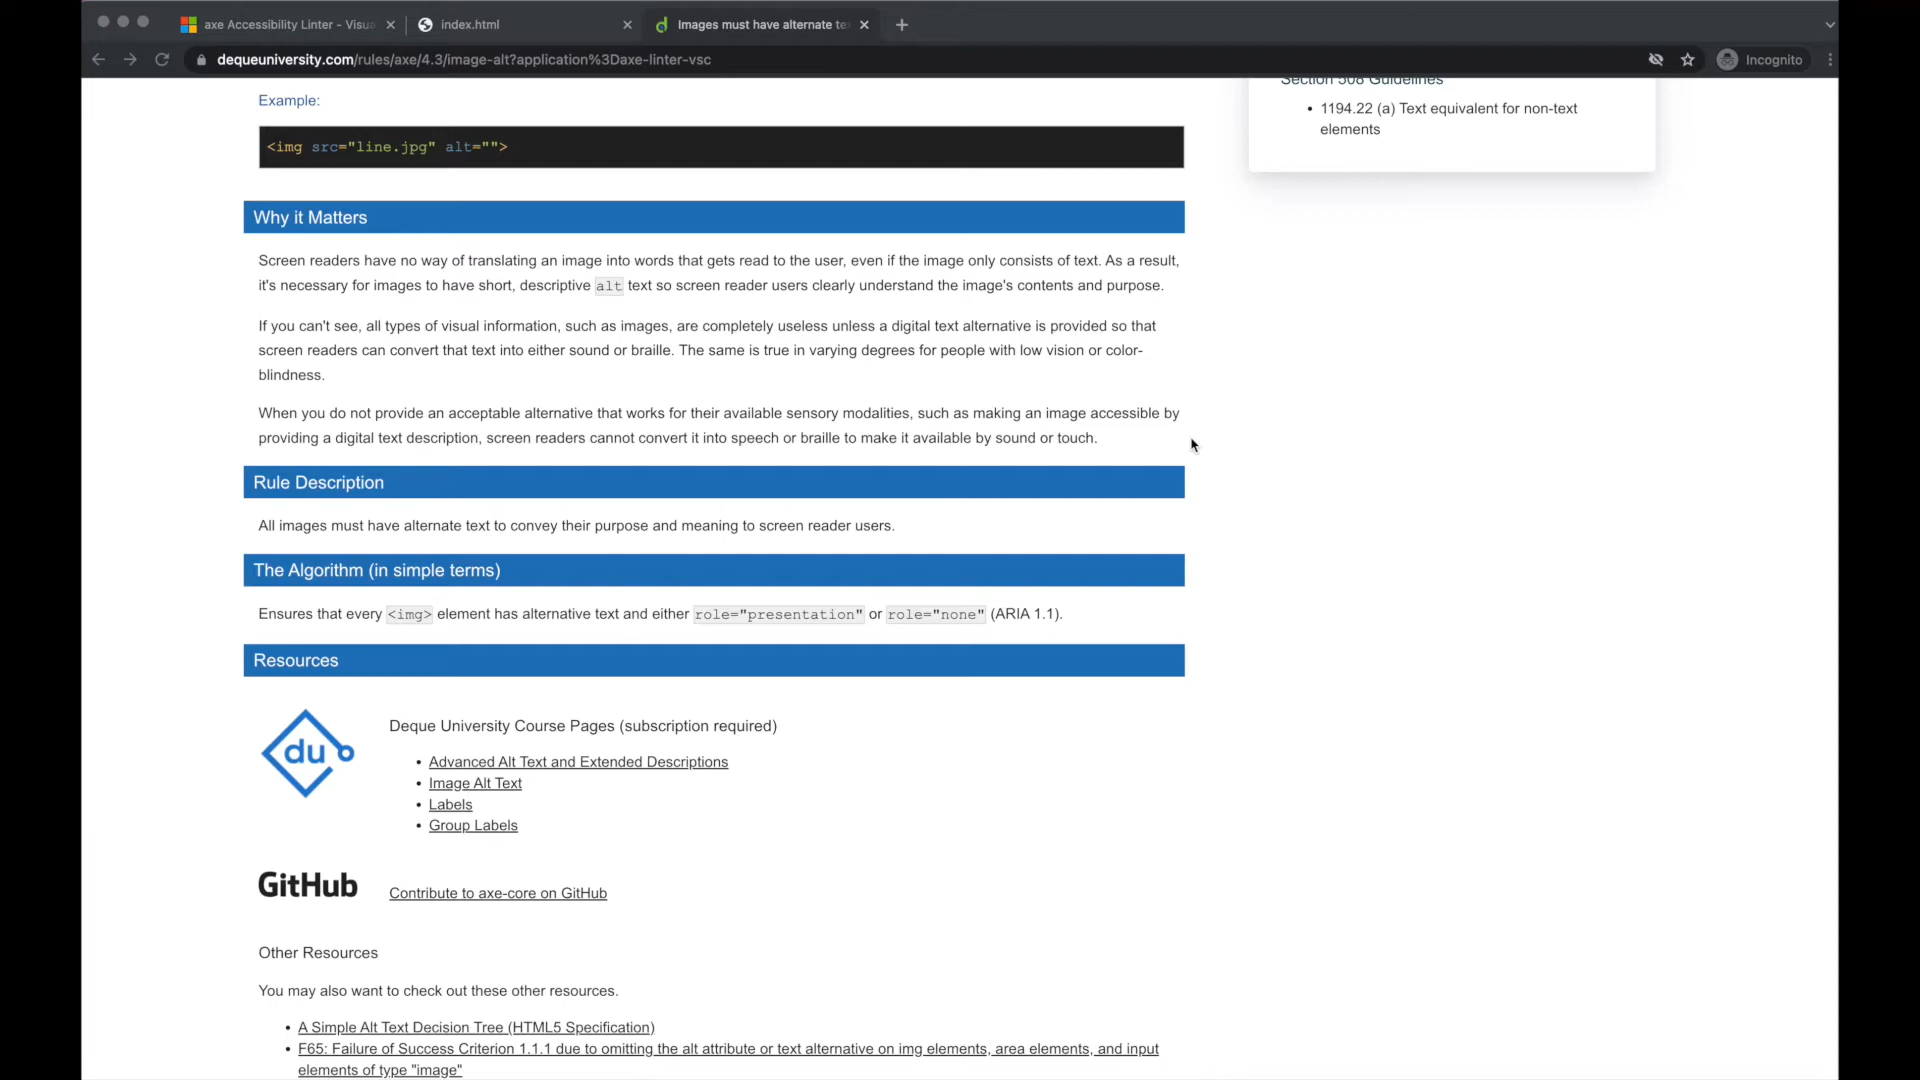 axe Accessibility Linter - Visua
index.html
Images must have alternate te
dequeuniversity.com/rules/axe/4.3/image-alt?application%3Daxe-linter-vsc
Incognito
Section 508 Guidelines
• 1194.22 (a) Text equivalent for non-text
elements
Example:
<img src="line.jpg" alt="">
Why it Matters
Screen readers have no way of translating an image into words that gets read to the user, even if the image only consists of text. As a result,
it's necessary for images to have short, descriptive alt text so screen reader users clearly understand the image's contents and purpose.
If you can't see, all types of visual information, such as images, are completely useless unless a digital text alternative is provided so that
screen readers can convert that text into either sound or braille. The same is true in varying degrees for people with low vision or color-
blindness.
When you do not provide an acceptable alternative that works for their available sensory modalities, such as making an image accessible by
providing a digital text description, screen readers cannot convert it into speech or braille to make it available by sound or touch.
Rule Description
All images must have alternate text to convey their purpose and meaning to screen reader users.
The Algorithm (in simple terms)
Ensures that every <img> element has alternative text and either role="presentation" or role="none" (ARIA 1.1).
Resources
du
Deque University Course Pages (subscription required)
• Advanced Alt Text and Extended Descriptions
• Image Alt Text
• Labels
• Group Labels
GitHub
Contribute to axe-core on GitHub
Other Resources
You may also want to check out these other resources.
• A Simple Alt Text Decision Tree (HTML5 Specification)
• F65: Failure of Success Criterion 1.1.1 due to omitting the alt attribute or text alternative on img elements, area elements, and input
elements of type "image"